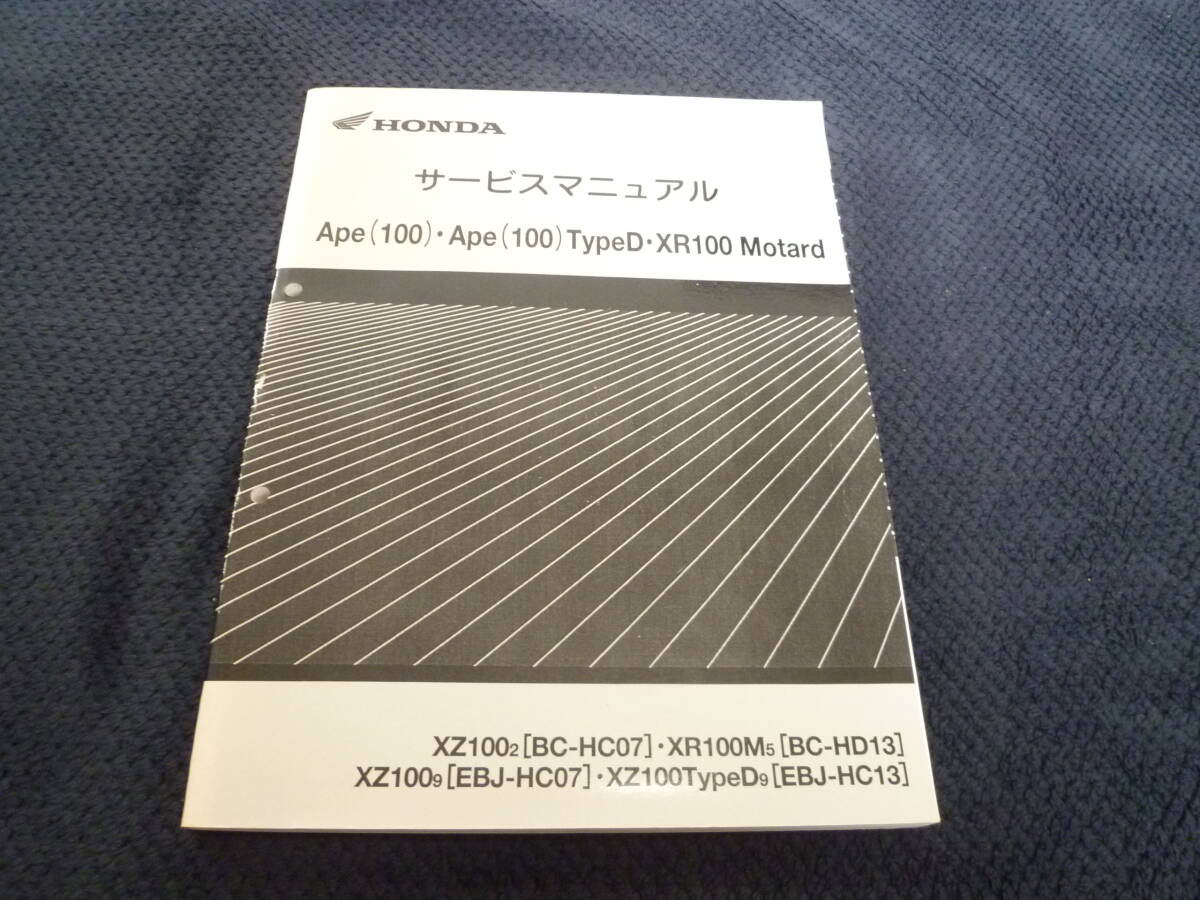 HONDA
サービスマニュアル
Ape(100)・Ape(100)TypeD・XR100 Motard
XZ1002[BC-HC07]・XR100M5[BC-HD13]
XZ1009[EBJ-HC07]・XZ100TypeD9[EBJ-HC13]